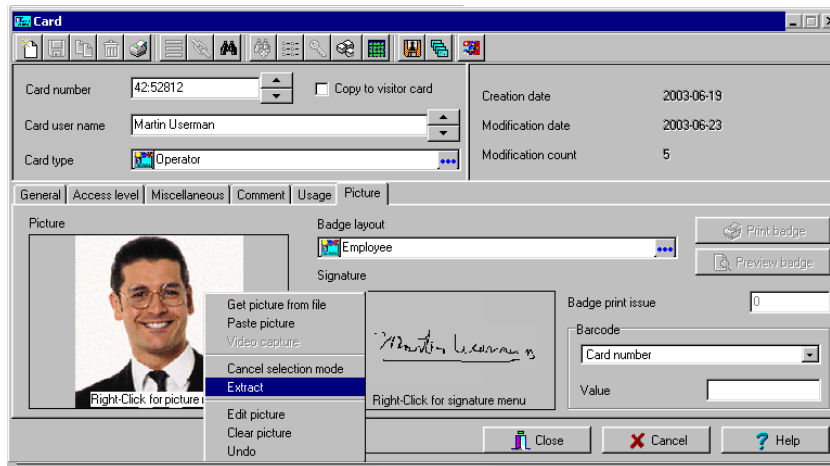 Card
Card number
42:52812
Copy to visitor card
Card user name
Martin Userman
Card type
Operator
Creation date
2003-06-19
Modification date
2003-06-23
Modification count
5
General
Access level
Miscellaneous
Comment
Usage
Picture
Picture
Right-Click for picture
Get picture from file
Paste picture
Video capture
Cancel selection mode
Extract
Edit picture
Clear picture
Undo
Badge layout
Employee
Signature
Martin Userman
Right-Click for signature menu
Print badge
Preview badge
Badge print issue
0
Barcode
Card number
Value
Close
Cancel
Help